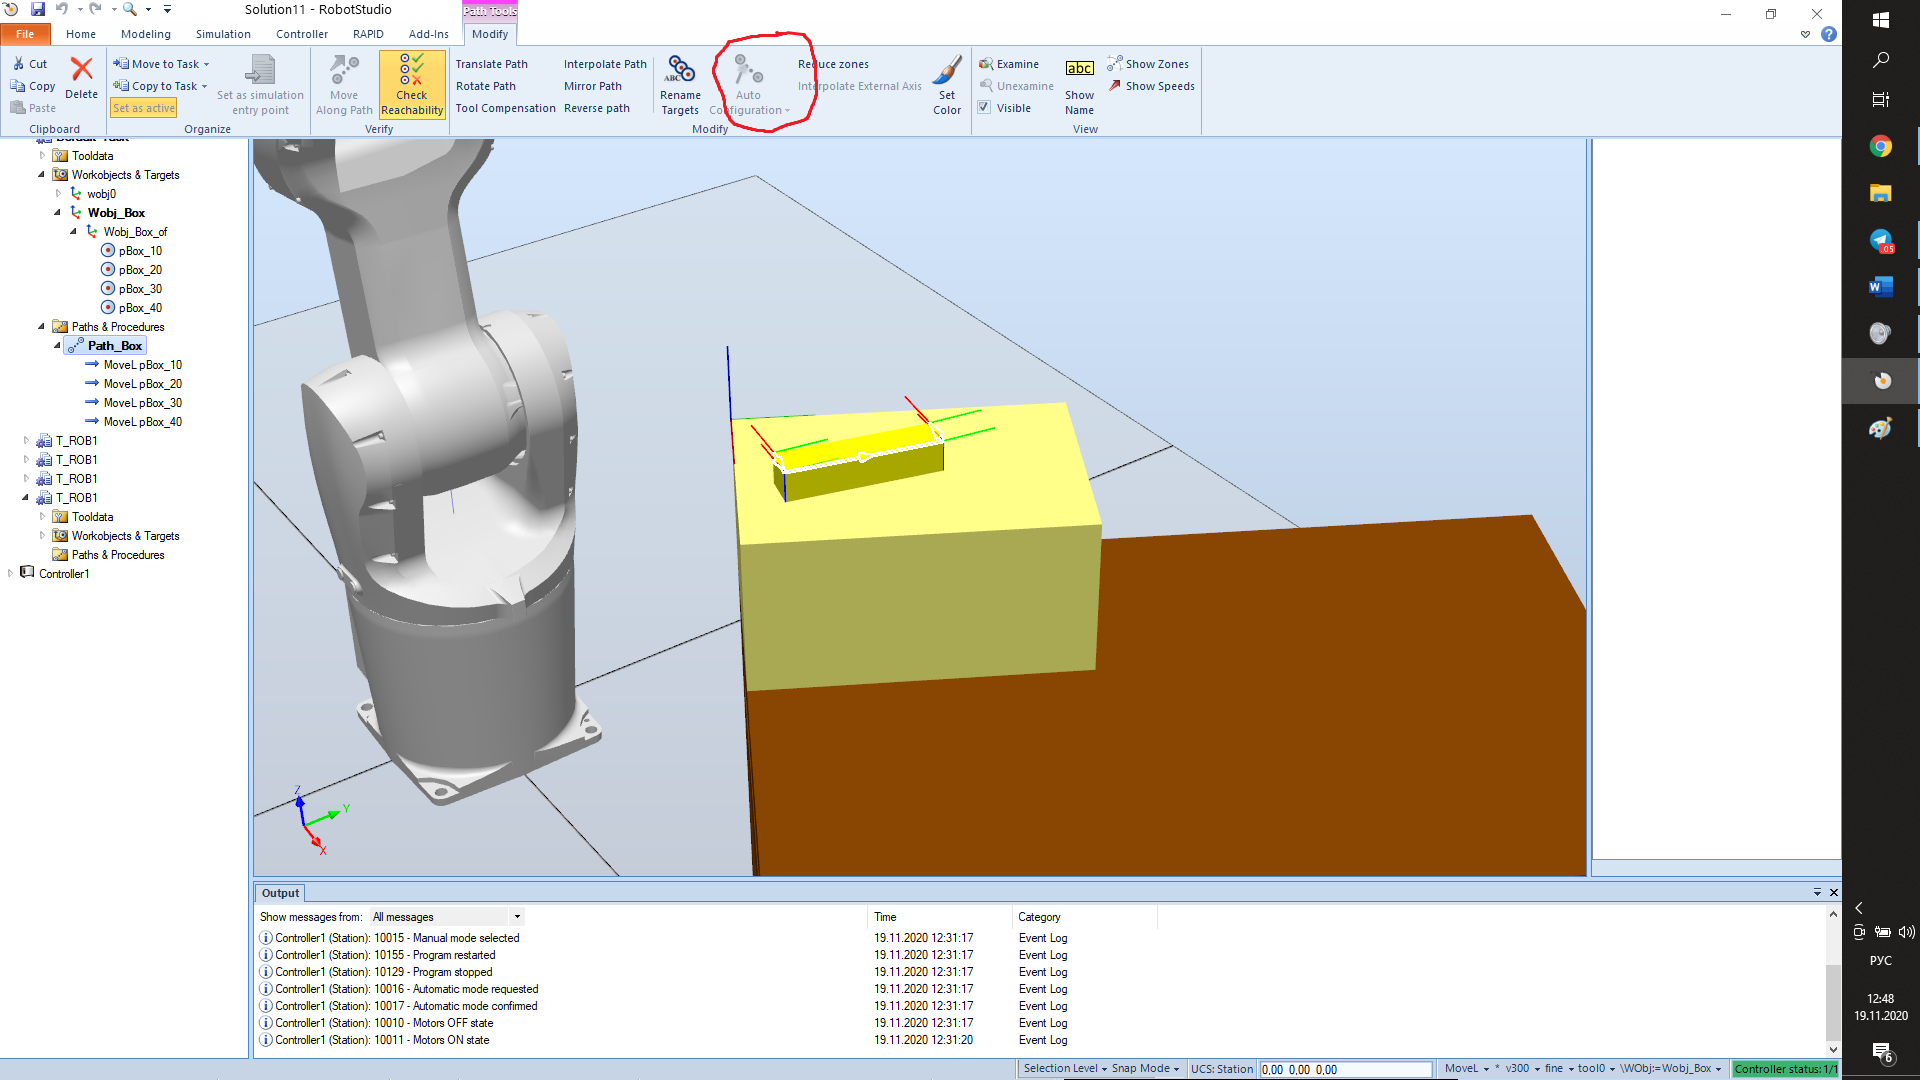 Solution11 - RobotStudio
Path Tools
File Home Modeling Simulation Controller RAPID Add-Ins Modify
Cut
Copy
Paste
Delete
Clipboard
Move to Task
Copy to Task
Set as active
Set as simulation
entry point
Organize
Move
Along Path
Check
Reachability
Verify
Translate Path
Rotate Path
Tool Compensation
Interpolate Path
Mirror Path
Reverse path
ABC
Rename
Targets
Auto
Configuration
Reduce zones
Interpolate External Axis
Set
Color
Modify
Examine
Unexamine
Visible
abc
Show
Name
Show Zones
Show Speeds
View
Tooldata
Workobjects & Targets
wobj0
Wobj_Box
Wobj_Box_of
pBox_10
pBox_20
pBox_30
pBox_40
Paths & Procedures
Path_Box
MoveL pBox_10
MoveL pBox_20
MoveL pBox_30
MoveL pBox_40
T_ROB1
T_ROB1
T_ROB1
T_ROB1
Tooldata
Workobjects & Targets
Paths & Procedures
Controller1
Z
Y
X
Output
Show messages from: All messages Time Category
Controller1 (Station): 10015 - Manual mode selected 19.11.2020 12:31:17 Event Log
Controller1 (Station): 10155 - Program restarted 19.11.2020 12:31:17 Event Log
Controller1 (Station): 10129 - Program stopped 19.11.2020 12:31:17 Event Log
Controller1 (Station): 10016 - Automatic mode requested 19.11.2020 12:31:17 Event Log
Controller1 (Station): 10017 - Automatic mode confirmed 19.11.2020 12:31:17 Event Log
Controller1 (Station): 10010 - Motors OFF state 19.11.2020 12:31:17 Event Log
Controller1 (Station): 10011 - Motors ON state 19.11.2020 12:31:20 Event Log
Selection Level Snap Mode UCS: Station 0,00 0,00 0,00 MoveL * v300 fine tool0 \WObj:=Wobj_Box Controller status: 1/1
РУС
12:48
19.11.2020
6